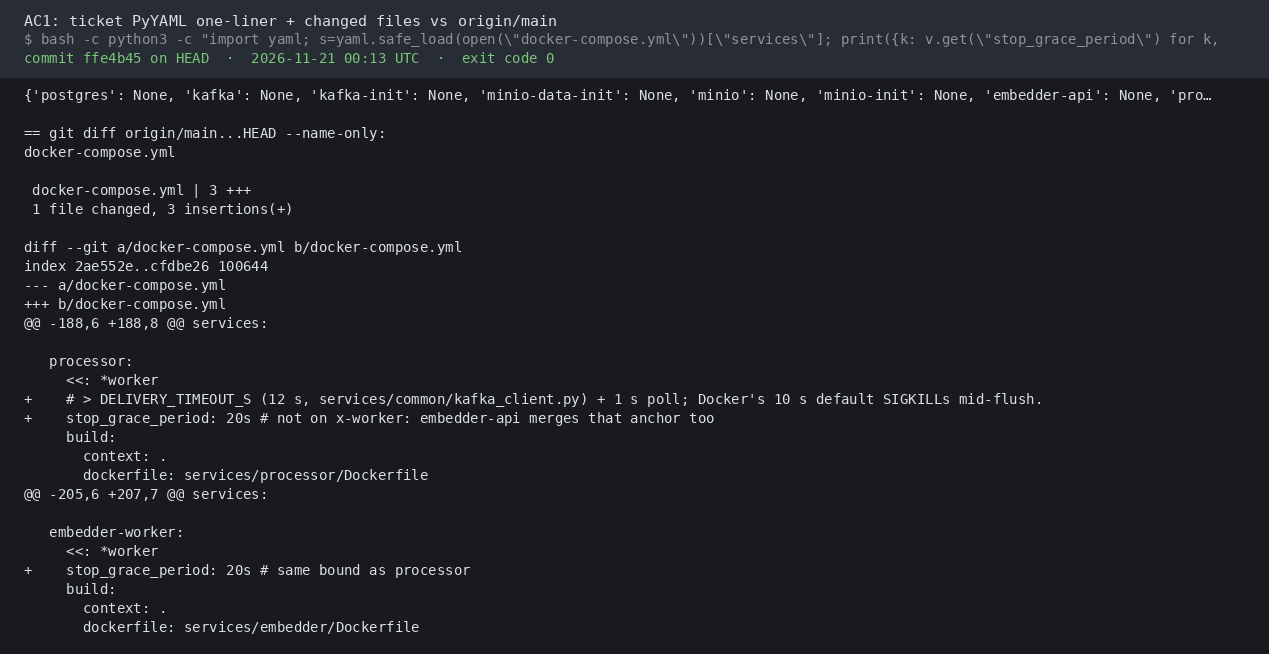 AC1: ticket PyYAML one-liner + changed files vs origin/main
$ bash -c python3 -c "import yaml; s=yaml.safe_load(open(\"docker-compose.yml\"))[\"services\"]; print({k: v.get(\"stop_grace_period\") for k,
commit ffe4b45 on HEAD · 2026-11-21 00:13 UTC · exit code 0
{'postgres': None, 'kafka': None, 'kafka-init': None, 'minio-data-init': None, 'minio': None, 'minio-init': None, 'embedder-api': None, 'pro…
== git diff origin/main...HEAD --name-only:
docker-compose.yml
 docker-compose.yml | 3 +++
 1 file changed, 3 insertions(+)
diff --git a/docker-compose.yml b/docker-compose.yml
index 2ae552e..cfdbe26 100644
--- a/docker-compose.yml
+++ b/docker-compose.yml
@@ -188,6 +188,8 @@ services:
   processor:
     <<: *worker
+    # > DELIVERY_TIMEOUT_S (12 s, services/common/kafka_client.py) + 1 s poll; Docker's 10 s default SIGKILLs mid-flush.
+    stop_grace_period: 20s # not on x-worker: embedder-api merges that anchor too
     build:
       context: .
       dockerfile: services/processor/Dockerfile
@@ -205,6 +207,7 @@ services:
   embedder-worker:
     <<: *worker
+    stop_grace_period: 20s # same bound as processor
     build:
       context: .
       dockerfile: services/embedder/Dockerfile